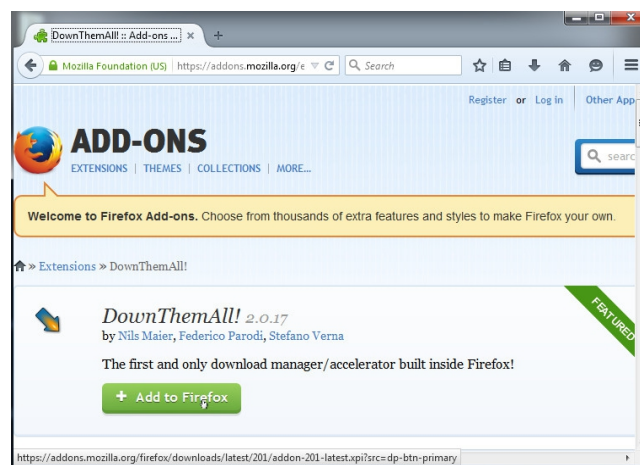 DownThemAll! :: Add-ons ...
Mozilla Foundation (US) https://addons.mozilla.org/e Search
Register or Log in Other App
ADD-ONS
EXTENSIONS | THEMES | COLLECTIONS | MORE...
searc
Welcome to Firefox Add-ons. Choose from thousands of extra features and styles to make Firefox your own.
» Extensions » DownThemAll!
FEATURED
DownThemAll! 2.0.17
by Nils Maier, Federico Parodi, Stefano Verna
The first and only download manager/accelerator built inside Firefox!
+ Add to Firefox
https://addons.mozilla.org/firefox/downloads/latest/201/addon-201-latest.xpi?src=dp-btn-primary